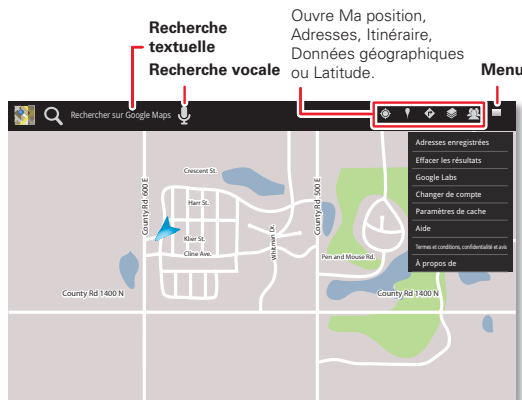 Recherche
textuelle
Recherche vocale
Ouvre Ma position,
Adresses, Itinéraire,
Données géographiques
ou Latitude.
Menu
Rechercher sur Google Maps
Adresses enregistrées
Effacer les résultats
Google Labs
Changer de compte
Paramètres de cache
Aide
Termes et conditions, confidentialité et avis
À propos de
County Rd. 600 E
Crescent St.
Harr St.
Klier St.
Cline Ave.
Whitman Dr.
County Rd. 500 E
Pen and Mouse Rd.
County Rd 1400 N
County Rd 1400 N